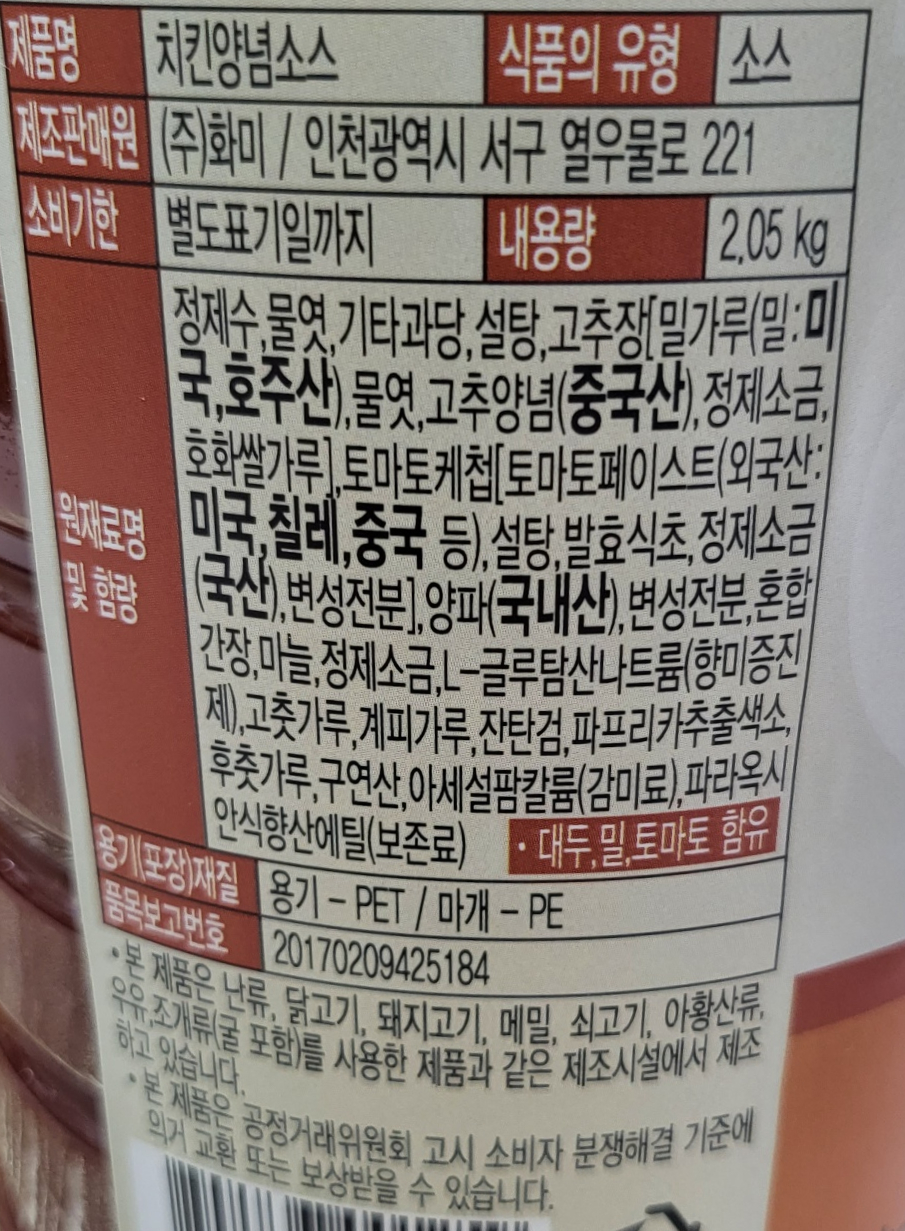 제품명 치킨양념소스 식품의 유형 소스
제조판매원 (주)화미 / 인천광역시 서구 열우물로 221
소비기한 별도표기일까지 내용량 2.05 kg
원재료명
및 함량
정제수,물엿,기타과당,설탕,고추장[밀가루(밀:미
국,호주산),물엿,고추양념(중국산),정제소금,
호화쌀가루],토마토케첩[토마토페이스트(외국산:
미국,칠레,중국 등),설탕,발효식초,정제소금
(국산),변성전분],양파(국내산),변성전분,혼합
간장,마늘,정제소금,L-글루탐산나트륨(향미증진
제),고춧가루,계피가루,잔탄검,파프리카추출색소,
후춧가루,구연산,아세설팜칼륨(감미료),파라옥시
안식향산에틸(보존료) • 대두,밀,토마토 함유
용기(포장)재질 용기 - PET / 마개 - PE
품목보고번호 20170209425184
• 본 제품은 난류, 닭고기, 돼지고기, 메밀, 쇠고기, 아황산류,
우유,조개류(굴 포함)를 사용한 제품과 같은 제조시설에서 제조
하고 있습니다.
• 본 제품은 공정거래위원회 고시 소비자 분쟁해결 기준에
의거 교환 또는 보상받을 수 있습니다.